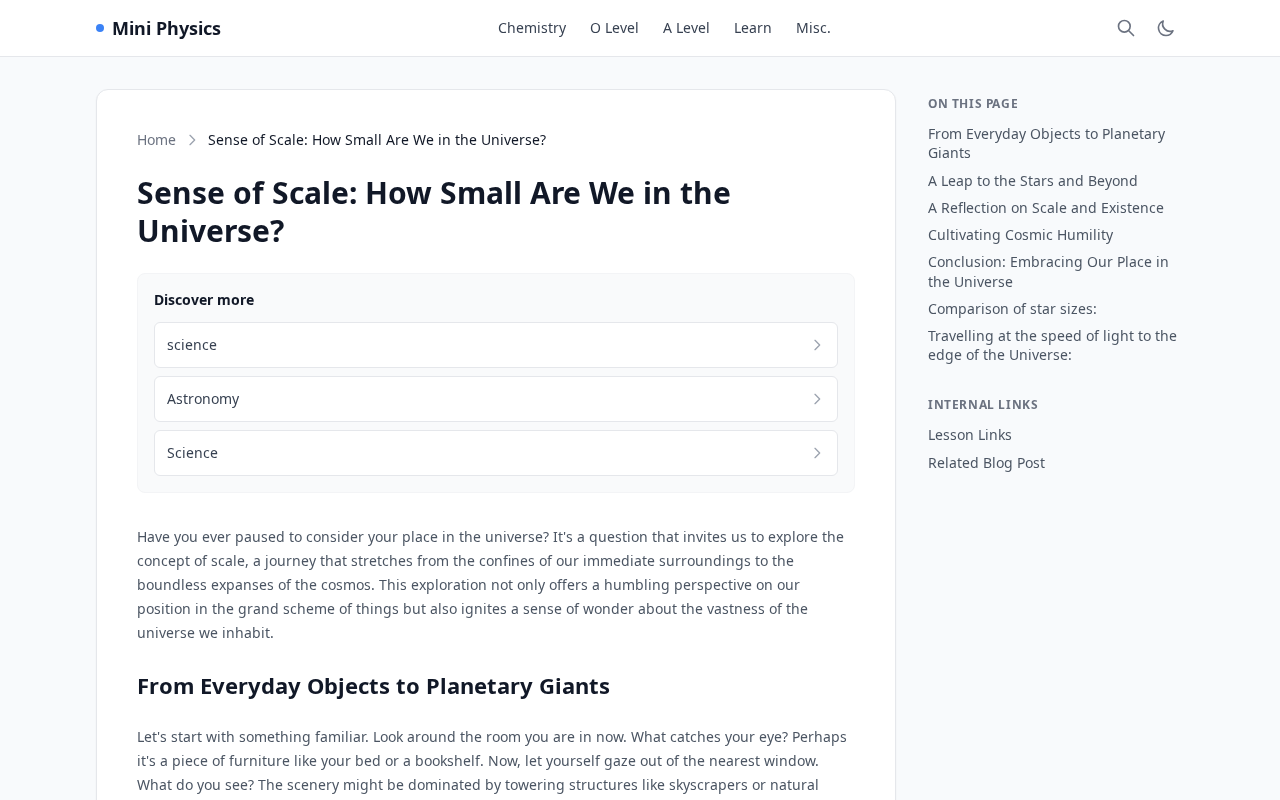 Mini Physics
Chemistry
O Level
A Level
Learn
Misc.
Home
Sense of Scale: How Small Are We in the Universe?
Sense of Scale: How Small Are We in the
Universe?
Discover more
science
Astronomy
Science
Have you ever paused to consider your place in the universe? It's a question that invites us to explore the
concept of scale, a journey that stretches from the confines of our immediate surroundings to the
boundless expanses of the cosmos. This exploration not only offers a humbling perspective on our
position in the grand scheme of things but also ignites a sense of wonder about the vastness of the
universe we inhabit.
From Everyday Objects to Planetary Giants
Let's start with something familiar. Look around the room you are in now. What catches your eye? Perhaps
it's a piece of furniture like your bed or a bookshelf. Now, let yourself gaze out of the nearest window.
What do you see? The scenery might be dominated by towering structures like skyscrapers or natural
ON THIS PAGE
From Everyday Objects to Planetary
Giants
A Leap to the Stars and Beyond
A Reflection on Scale and Existence
Cultivating Cosmic Humility
Conclusion: Embracing Our Place in
the Universe
Comparison of star sizes:
Travelling at the speed of light to the
edge of the Universe:
INTERNAL LINKS
Lesson Links
Related Blog Post